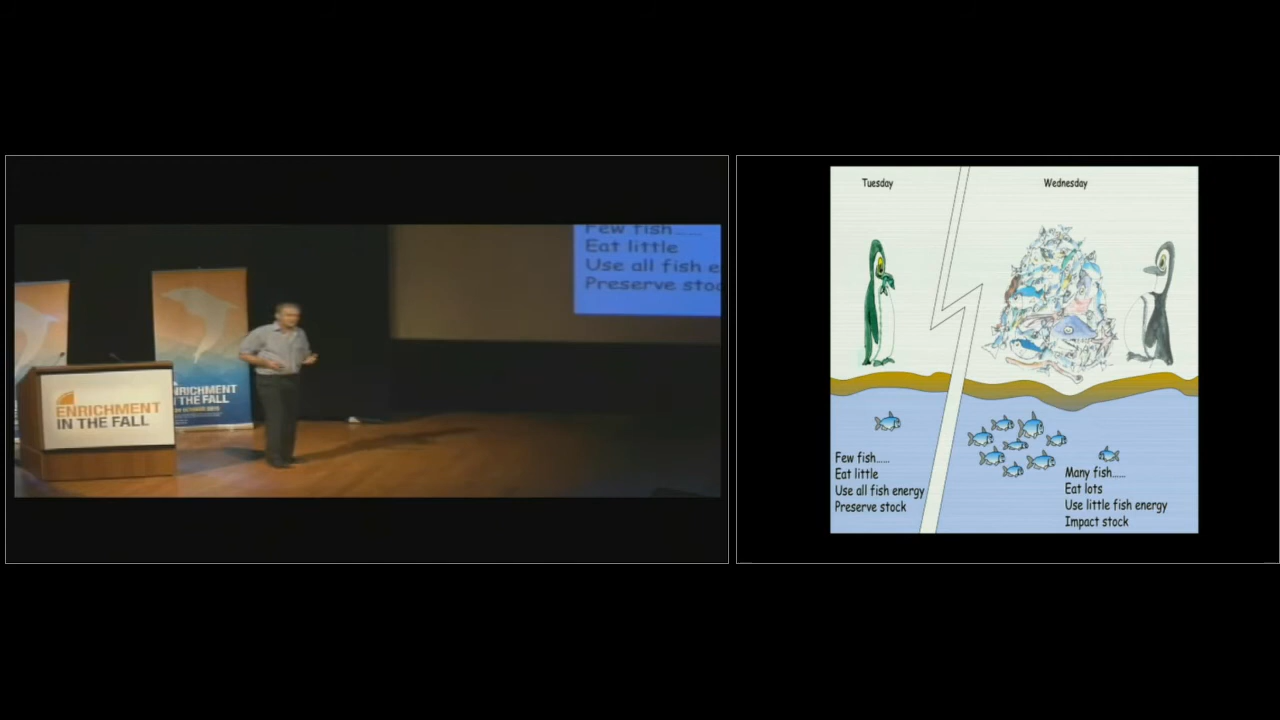 Few fish......
Eat little
Use all fish e
Preserve stoc
ENRICHMENT
IN THE FALL
NRICHMENT
IN THE FALL
Tuesday
Wednesday
Few fish......
Eat little
Use all fish energy
Preserve stock
Many fish......
Eat lots
Use little fish energy
Impact stock